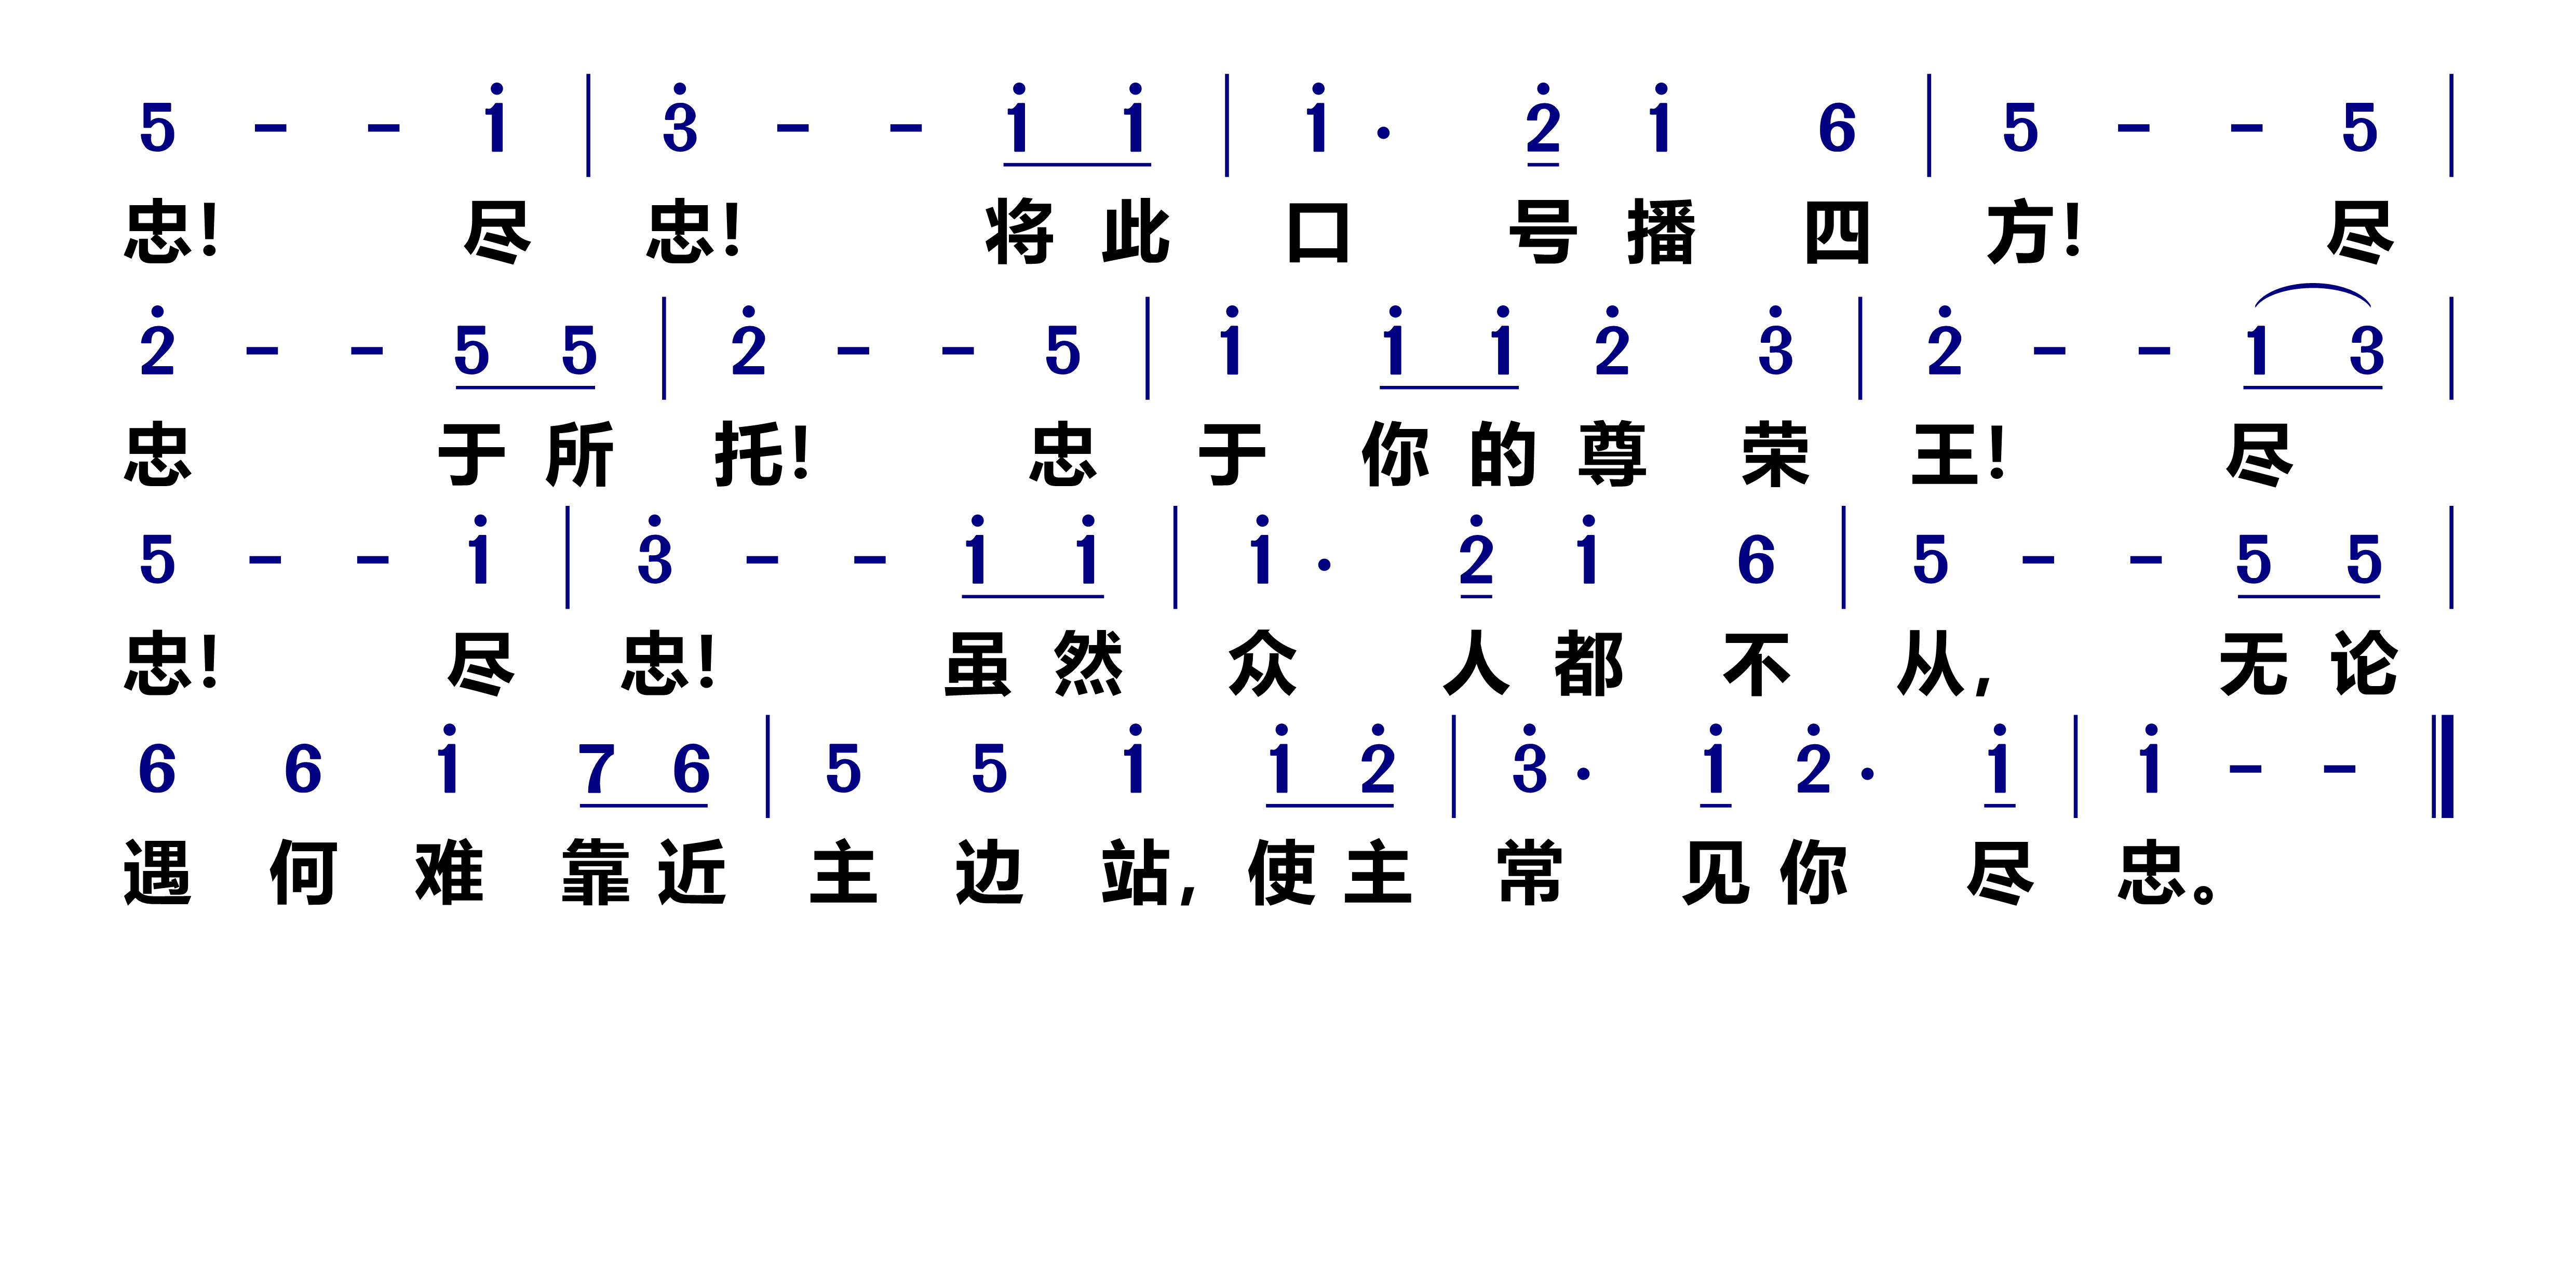 5 - - i | 3̇ - - i i | i · 2̇ i 6 | 5 - - 5 |
忠! 尽 忠! 将 此 口 号 播 四 方! 尽
2̇ - - 5 5 | 2̇ - - 5 | i i i 2̇ 3̇ | 2̇ - - 1 3 |
忠 于 所 托! 忠 于 你 的 尊 荣 王! 尽
5 - - i | 3̇ - - i i | i · 2̇ i 6 | 5 - - 5 5 |
忠! 尽 忠! 虽 然 众 人 都 不 从, 无 论
6 6 i 7 6 | 5 5 i i 2̇ | 3̇ · i 2̇ · i | i - - ‖
遇 何 难 靠 近 主 边 站, 使 主 常 见 你 尽 忠。